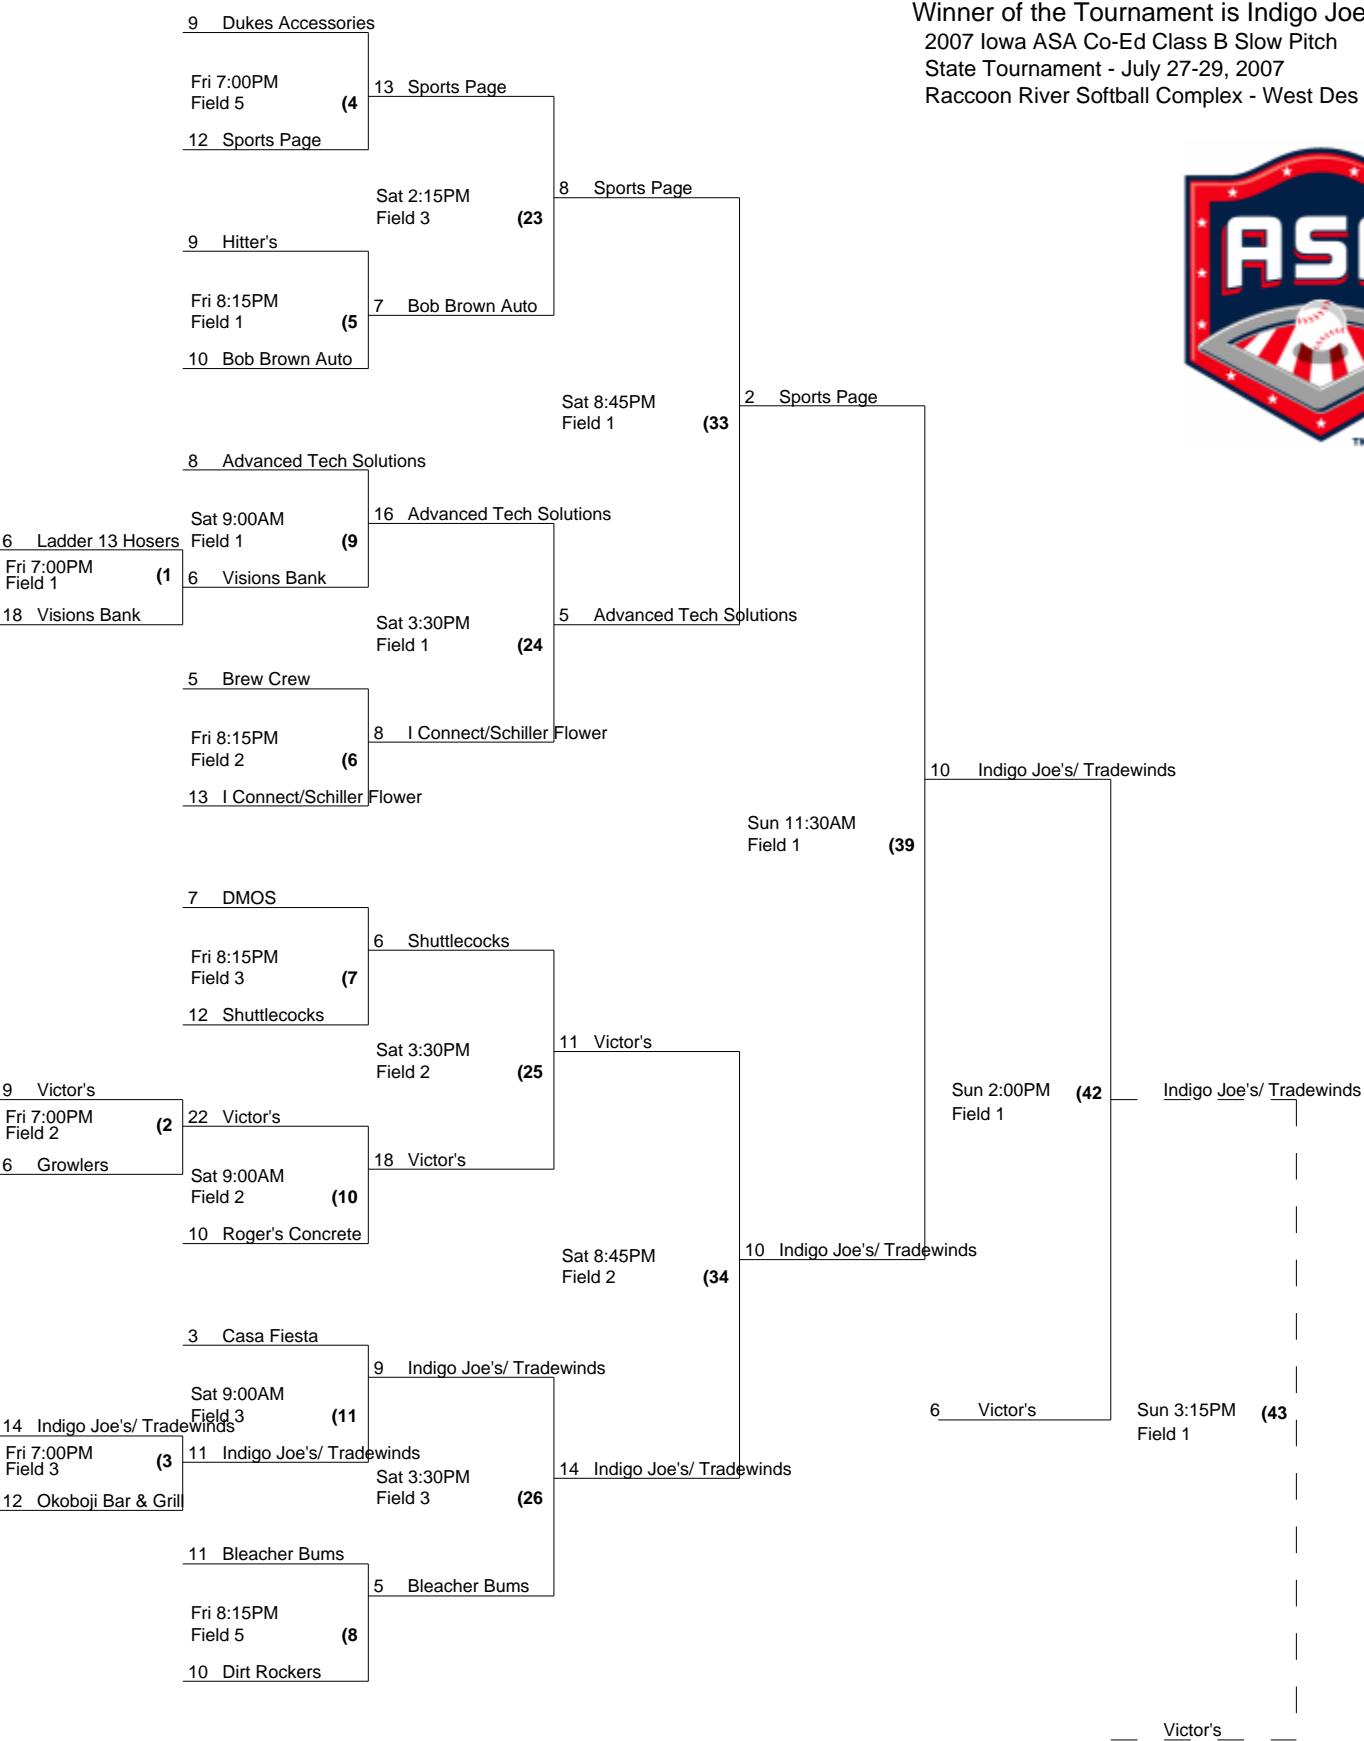 Winner of the Tournament is Indigo Joe
2007 Iowa ASA Co-Ed Class B Slow Pitch
State Tournament - July 27-29, 2007
Raccoon River Softball Complex - West Des
ASA
TM
9 Dukes Accessories
Fri 7:00PM
Field 5 (4
12 Sports Page
13 Sports Page
Sat 2:15PM
Field 3 (23
9 Hitter's
Fri 8:15PM
Field 1 (5
10 Bob Brown Auto
7 Bob Brown Auto
8 Sports Page
Sat 8:45PM
Field 1 (33
2 Sports Page
8 Advanced Tech Solutions
Sat 9:00AM
Field 1 (9
6 Ladder 13 Hosers
Fri 7:00PM
Field 1 (1
18 Visions Bank
6 Visions Bank
16 Advanced Tech Solutions
Sat 3:30PM
Field 1 (24
5 Advanced Tech Solutions
5 Brew Crew
Fri 8:15PM
Field 2 (6
13 I Connect/Schiller Flower
8 I Connect/Schiller Flower
10 Indigo Joe's/ Tradewinds
Sun 11:30AM
Field 1 (39
7 DMOS
Fri 8:15PM
Field 3 (7
12 Shuttlecocks
6 Shuttlecocks
Sat 3:30PM
Field 2 (25
11 Victor's
9 Victor's
Fri 7:00PM
Field 2 (2
6 Growlers
22 Victor's
Sat 9:00AM
Field 2 (10
10 Roger's Concrete
18 Victor's
Sun 2:00PM (42
Field 1
Indigo Joe's/ Tradewinds
Sat 8:45PM
Field 2 (34
10 Indigo Joe's/ Tradewinds
3 Casa Fiesta
Sat 9:00AM
Field 3 (11
14 Indigo Joe's/ Tradewinds
Fri 7:00PM
Field 3 (3
12 Okoboji Bar & Grill
11 Indigo Joe's/ Tradewinds
9 Indigo Joe's/ Tradewinds
Sat 3:30PM
Field 3 (26
14 Indigo Joe's/ Tradewinds
6 Victor's
Sun 3:15PM (43
Field 1
11 Bleacher Bums
Fri 8:15PM
Field 5 (8
10 Dirt Rockers
5 Bleacher Bums
Victor's